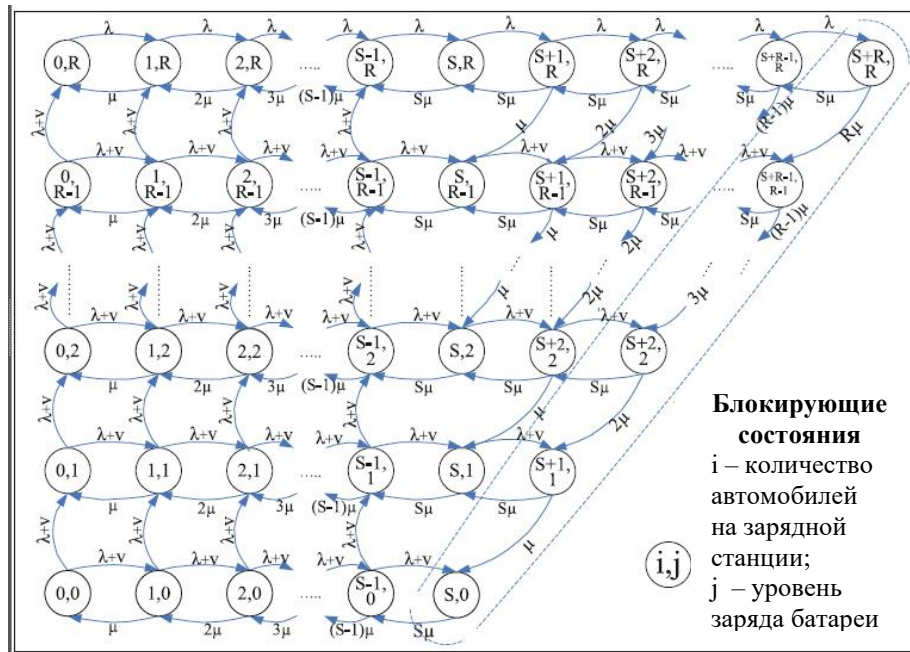 λ λ λ λ λ λ λ λ λ λ
0,R 1,R 2,R ..... S-1, R S,R S+1, R S+2, R ..... S+R-1, R S+R, R
μ 2μ 3μ (S-1)μ Sμ Sμ Sμ Sμ Sμ Sμ
λ+v λ+v λ+v λ+v μ 2μ 3μ (R-1)μ Rμ
λ+v λ+v λ+v λ+v λ+v λ+v λ+v λ+v λ+v
0, R-1 1, R-1 2, R-1 ..... S-1, R-1 S, R-1 S+1, R-1 S+2, R-1 ..... S+R-1, R-1
μ 2μ 3μ (S-1)μ Sμ Sμ Sμ Sμ Sμ
λ+v λ+v λ+v λ+v μ 2μ (R-1)μ
λ+v λ+v λ+v λ+v μ 2μ 3μ
λ+v λ+v λ+v λ+v λ+v λ+v λ+v
0,2 1,2 2,2 ..... S-1, 2 S,2 S+2, 2 S+2, 2
μ 2μ 3μ (S-1)μ Sμ Sμ Sμ
λ+v λ+v λ+v λ+v μ 2μ
λ+v λ+v λ+v λ+v λ+v λ+v
0,1 1,1 2,1 ..... S-1, 1 S,1 S+1, 1
μ 2μ 3μ (S-1)μ Sμ Sμ
λ+v λ+v λ+v λ+v μ
λ+v λ+v λ+v λ+v λ+v
0,0 1,0 2,0 ..... S-1, 0 S,0
μ 2μ 3μ (S-1)μ Sμ
i,j
Блокирующие
состояния
i – количество
автомобилей
на зарядной
станции;
j – уровень
заряда батареи